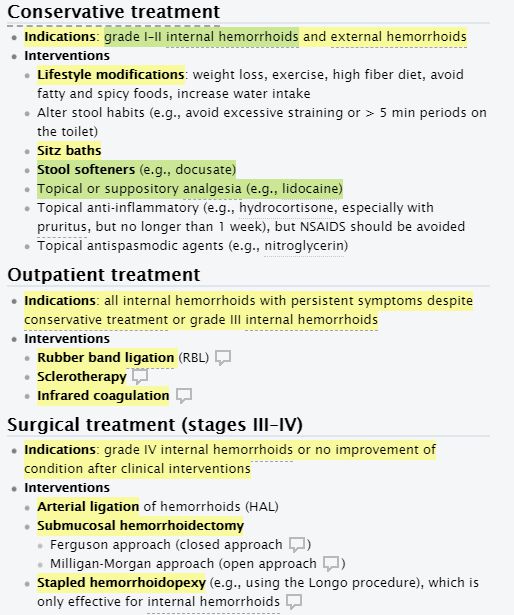 Conservative treatment
Indications: grade I–II internal hemorrhoids and external hemorrhoids
Interventions
Lifestyle modifications: weight loss, exercise, high fiber diet, avoid
fatty and spicy foods, increase water intake
Alter stool habits (e.g., avoid excessive straining or > 5 min periods on
the toilet)
Sitz baths
Stool softeners (e.g., docusate)
Topical or suppository analgesia (e.g., lidocaine)
Topical anti-inflammatory (e.g., hydrocortisone, especially with
pruritus, but no longer than 1 week), but NSAIDS should be avoided
Topical antispasmodic agents (e.g., nitroglycerin)
Outpatient treatment
Indications: all internal hemorrhoids with persistent symptoms despite
conservative treatment or grade III internal hemorrhoids
Interventions
Rubber band ligation (RBL)
Sclerotherapy
Infrared coagulation
Surgical treatment (stages III–IV)
Indications: grade IV internal hemorrhoids or no improvement of
condition after clinical interventions
Interventions
Arterial ligation of hemorrhoids (HAL)
Submucosal hemorrhoidectomy
Ferguson approach (closed approach )
Milligan-Morgan approach (open approach )
Stapled hemorrhoidopexy (e.g., using the Longo procedure), which is
only effective for internal hemorrhoids